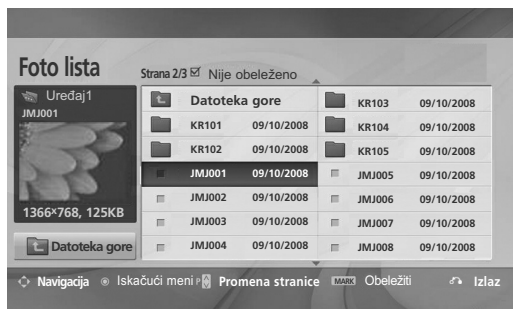 Foto lista
Strana 2/3 Nije obeleženo
Uređaj1
JMJ001
1366×768, 125KB
Datoteka gore
Datoteka gore
KR101 09/10/2008
KR102 09/10/2008
JMJ001 09/10/2008
JMJ002 09/10/2008
JMJ003 09/10/2008
JMJ004 09/10/2008
KR103 09/10/2008
KR104 09/10/2008
KR105 09/10/2008
JMJ005 09/10/2008
JMJ006 09/10/2008
JMJ007 09/10/2008
JMJ008 09/10/2008
Navigacija Iskačući meni P Promena stranice MARK Obeležiti Izlaz